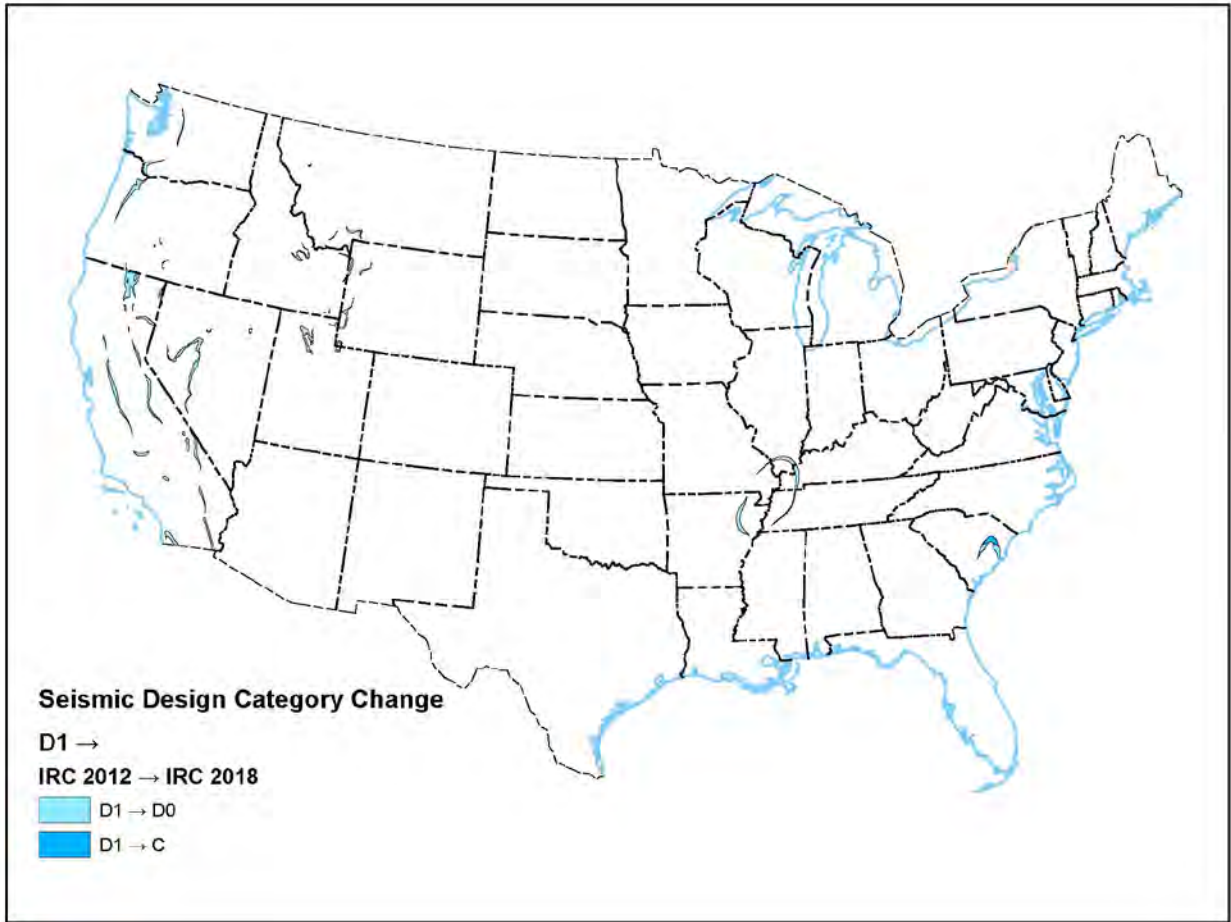 Seismic Design Category Change
D1 →
IRC 2012 → IRC 2018
D1 → D0
D1 → C